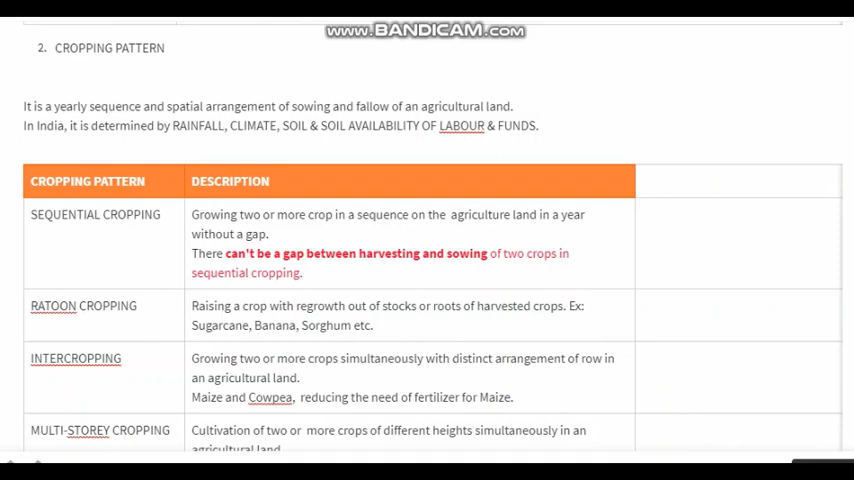 www.BANDICAM.com
2. CROPPING PATTERN
It is a yearly sequence and spatial arrangement of sowing and fallow of an agricultural land.
In India, it is determined by RAINFALL, CLIMATE, SOIL & SOIL AVAILABILITY OF LABOUR & FUNDS.
CROPPING PATTERN DESCRIPTION
SEQUENTIAL CROPPING Growing two or more crop in a sequence on the agriculture land in a year
without a gap.
There can't be a gap between harvesting and sowing of two crops in
sequential cropping.
RATOON CROPPING Raising a crop with regrowth out of stocks or roots of harvested crops. Ex:
Sugarcane, Banana, Sorghum etc.
INTERCROPPING Growing two or more crops simultaneously with distinct arrangement of row in
an agricultural land.
Maize and Cowpea, reducing the need of fertilizer for Maize.
MULTI-STOREY CROPPING Cultivation of two or more crops of different heights simultaneously in an
agricultural land